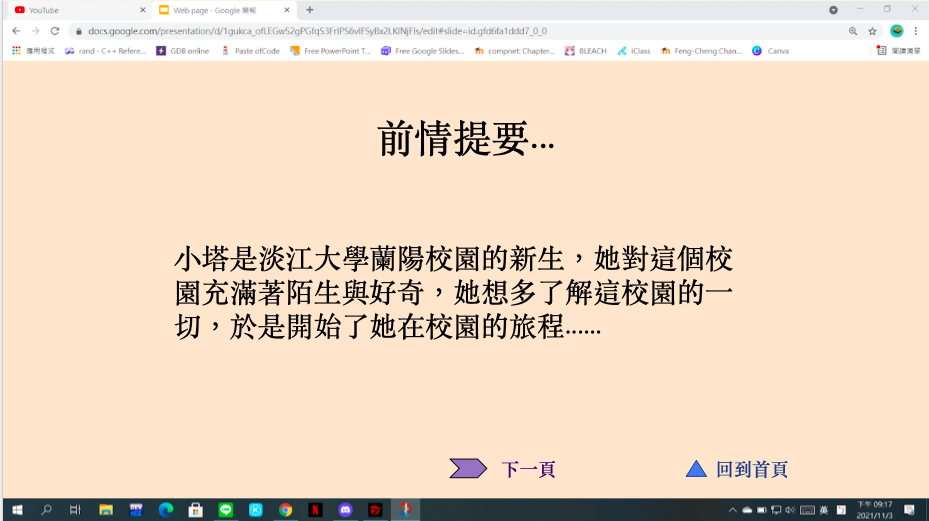 YouTube
Web page - Google 簡報
docs.google.com/presentation/d/1gukca_ofLEGw52gPGfqS3FrIPS6vIF5yBx2LKlNjFls/edit#slide=id.gfd6fa1ddd7_0_0
應用程式 rand - C++ Refere... GDB online Paste ofCode Free PowerPoint T... Free Google Slides... compnet: Chapter... BLEACH iClass Feng-Cheng Chan... Canva 閱讀清單
前情提要...
小塔是淡江大學蘭陽校園的新生，她對這個校
園充滿著陌生與好奇，她想多了解這校園的一
切，於是開始了她在校園的旅程......
下一頁 回到首頁
英
下午 09:17
2021/11/3